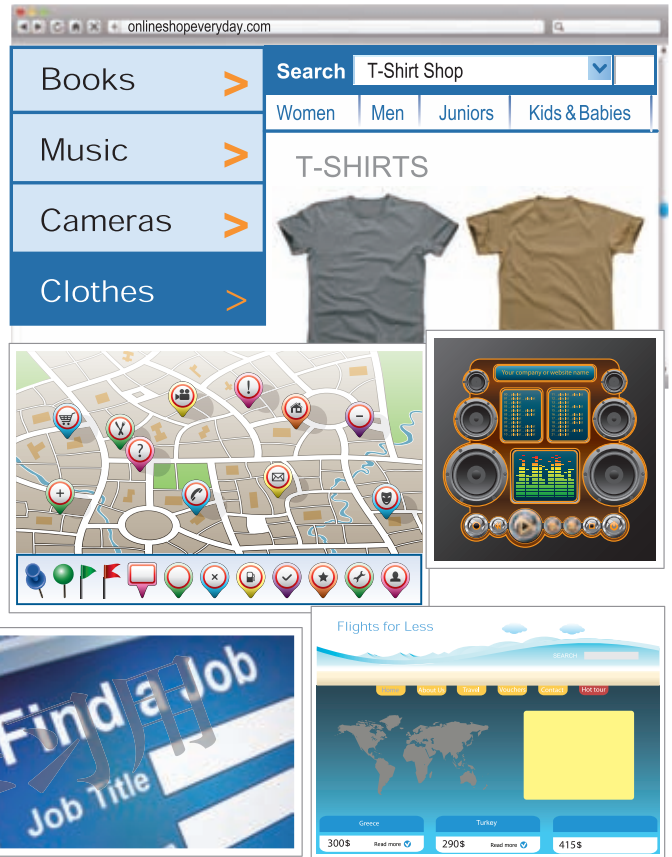 onlineshopeveryday.com
Books >
Music >
Cameras >
Clothes >
Search T-Shirt Shop
Women Men Juniors Kids & Babies
T-SHIRTS
Your company or website name
Find a Job
Job Title
Flights for Less
SEARCH
Home About Us Travel Vouchers Contact Hot tour
Greece Turkey
300$ Read more 290$ Read more 415$